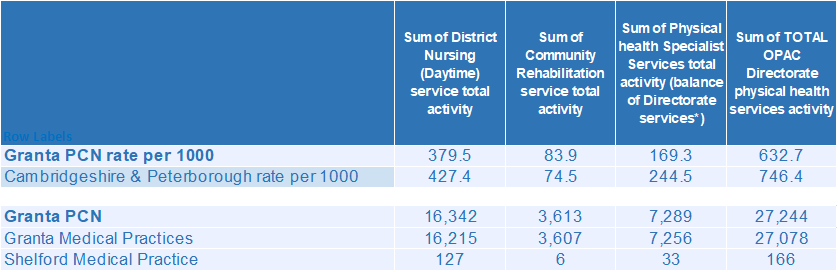 Sum of District Nursing (Daytime) service total activity
Sum of Community Rehabilitation service total activity
Sum of Physical health Specialist Services total activity (balance of Directorate services*)
Sum of TOTAL OPAC Directorate physical health services activity
Row Labels
Granta PCN rate per 1000 379.5 83.9 169.3 632.7
Cambridgeshire & Peterborough rate per 1000 427.4 74.5 244.5 746.4
Granta PCN 16,342 3,613 7,289 27,244
Granta Medical Practices 16,215 3,607 7,256 27,078
Shelford Medical Practice 127 6 33 166